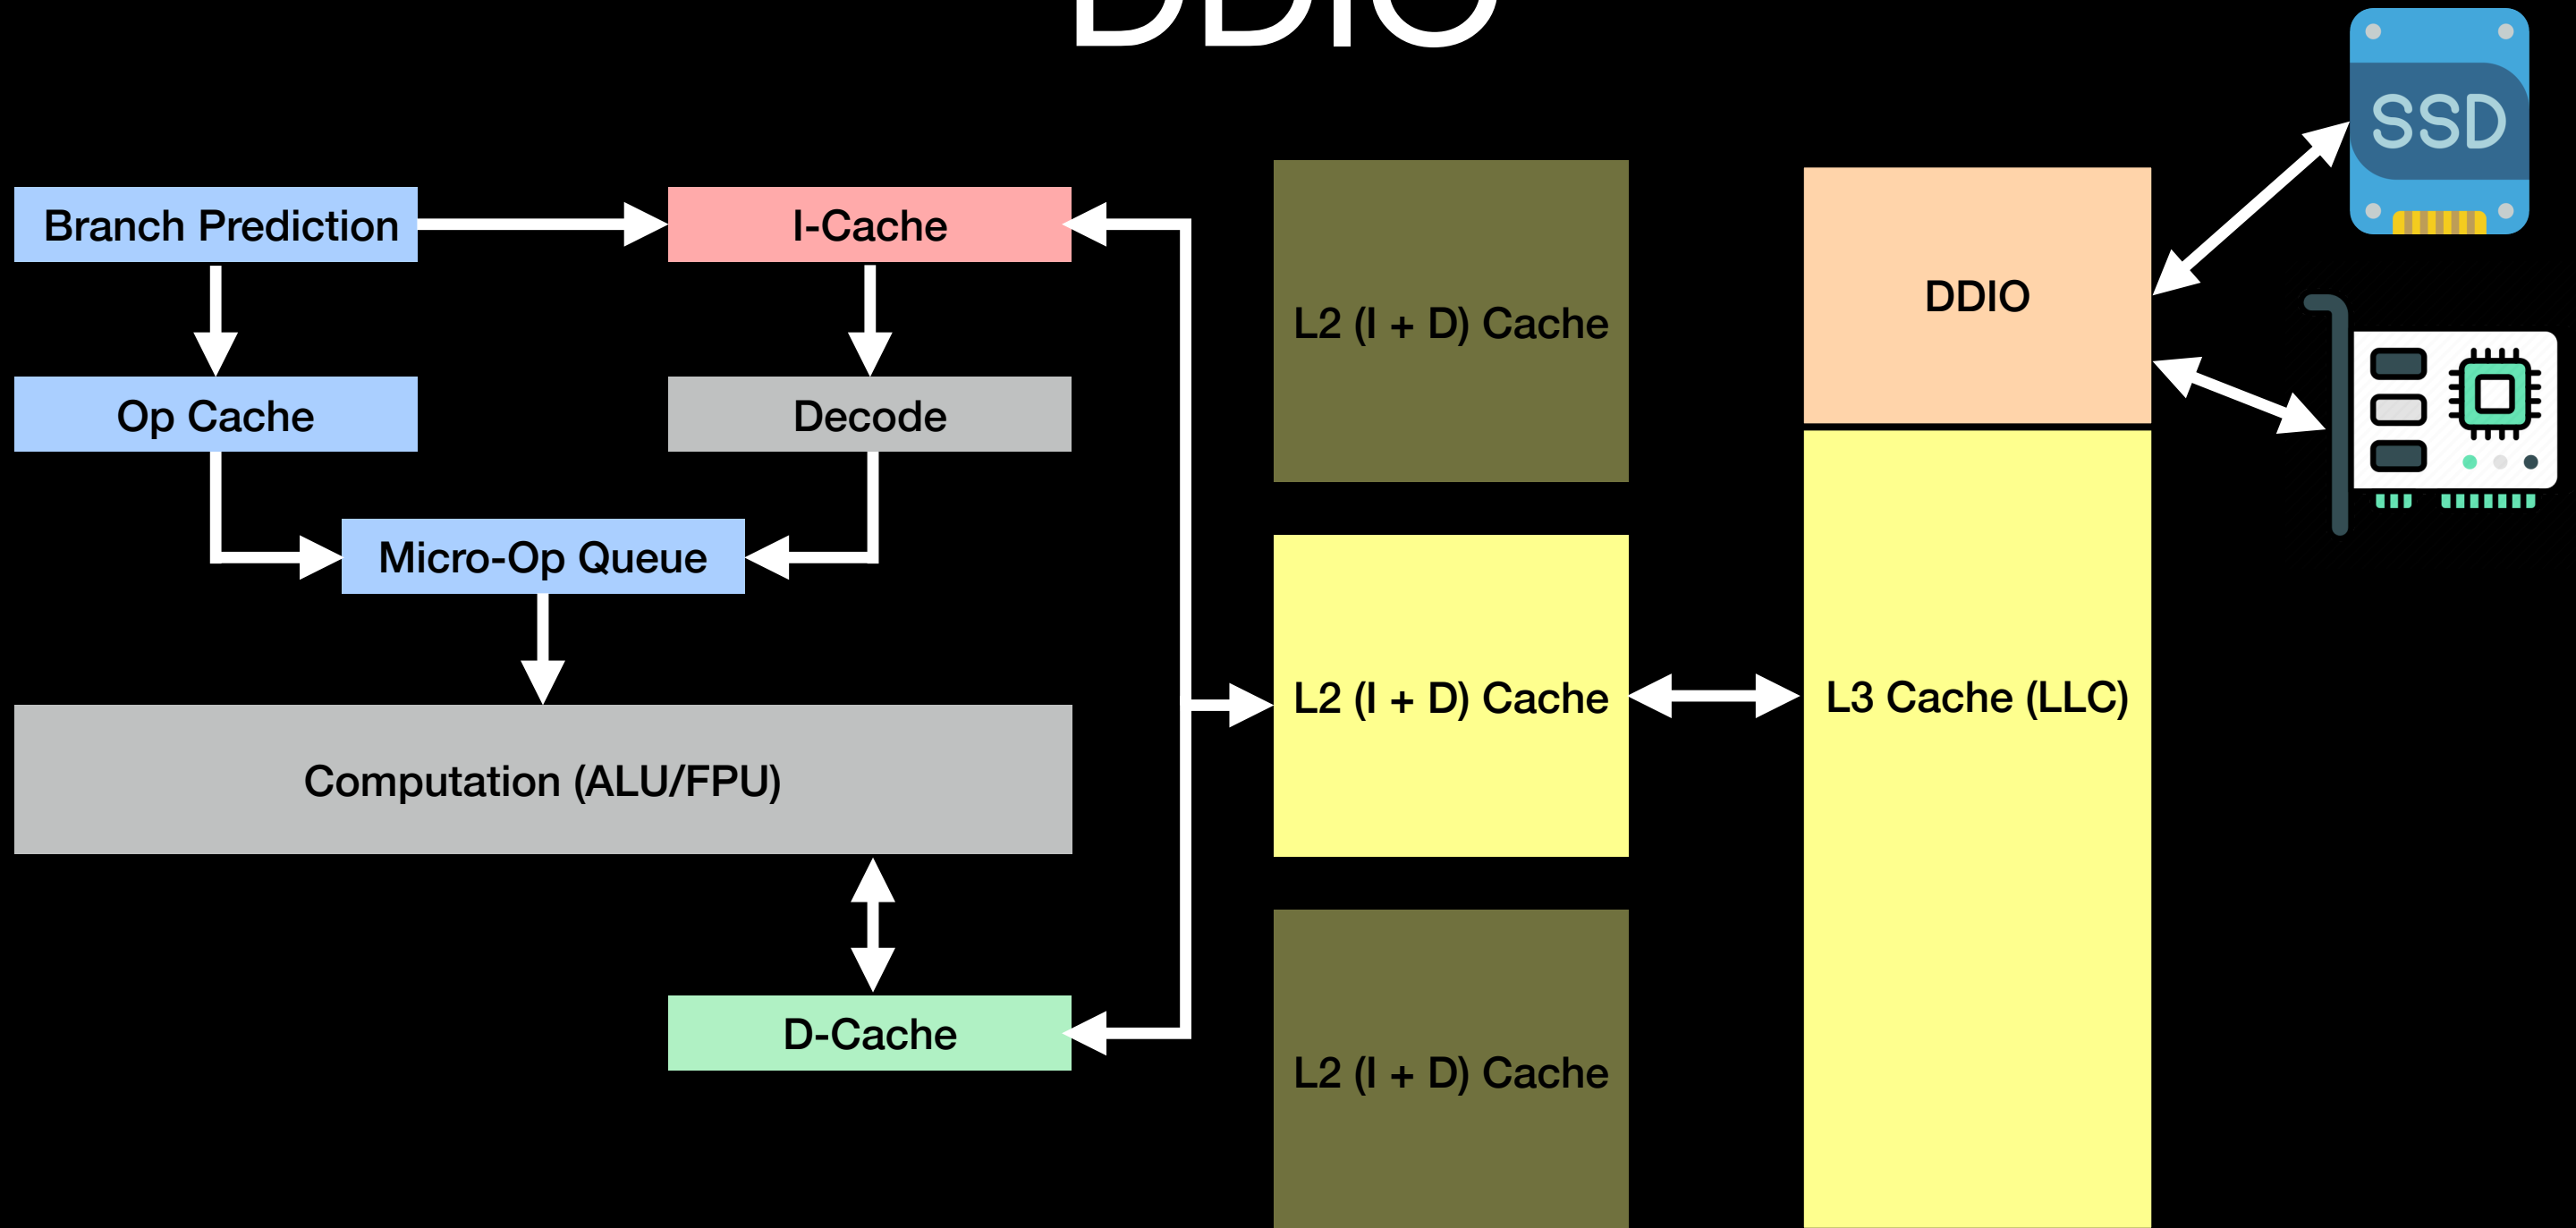 DDIO
SSD
Branch Prediction
I-Cache
L2 (I + D) Cache
DDIO
Op Cache
Decode
Micro-Op Queue
L2 (I + D) Cache
L3 Cache (LLC)
Computation (ALU/FPU)
D-Cache
L2 (I + D) Cache